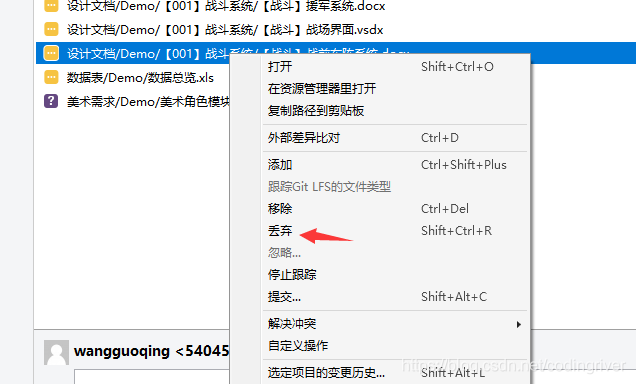 设计文档/Demo/【001】战斗系统/【战斗】援军系统.docx
设计文档/Demo/【001】战斗系统/【战斗】战场界面.vsdx
设计文档/Demo/【001】战斗系统/【战斗】战前布阵系统.docx
数据表/Demo/数据总览.xls
美术需求/Demo/美术角色模块
打开 Shift+Ctrl+O
在资源管理器里打开
复制路径到剪贴板
外部差异比对 Ctrl+D
添加 Ctrl+Shift+Plus
跟踪Git LFS的文件类型
移除 Ctrl+Del
丢弃 Shift+Ctrl+R
忽略...
停止跟踪
提交... Shift+Alt+C
解决冲突
自定义操作
wangguoqing <54045
https://blog.csdn.net/codingriver
选定项目的变更历史... Shift+Alt+L